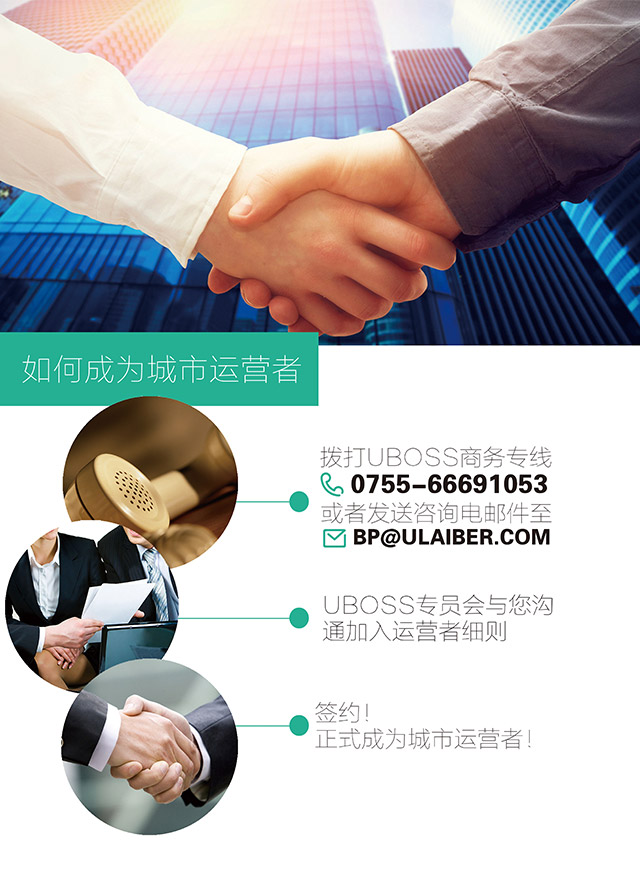 如何成为城市运营者
拨打UBOSS商务专线
0755-66691053
或者发送咨询电邮件至
BP@ULAIBER.COM
UBOSS专员会与您沟
通加入运营者细则
签约！
正式成为城市运营者！